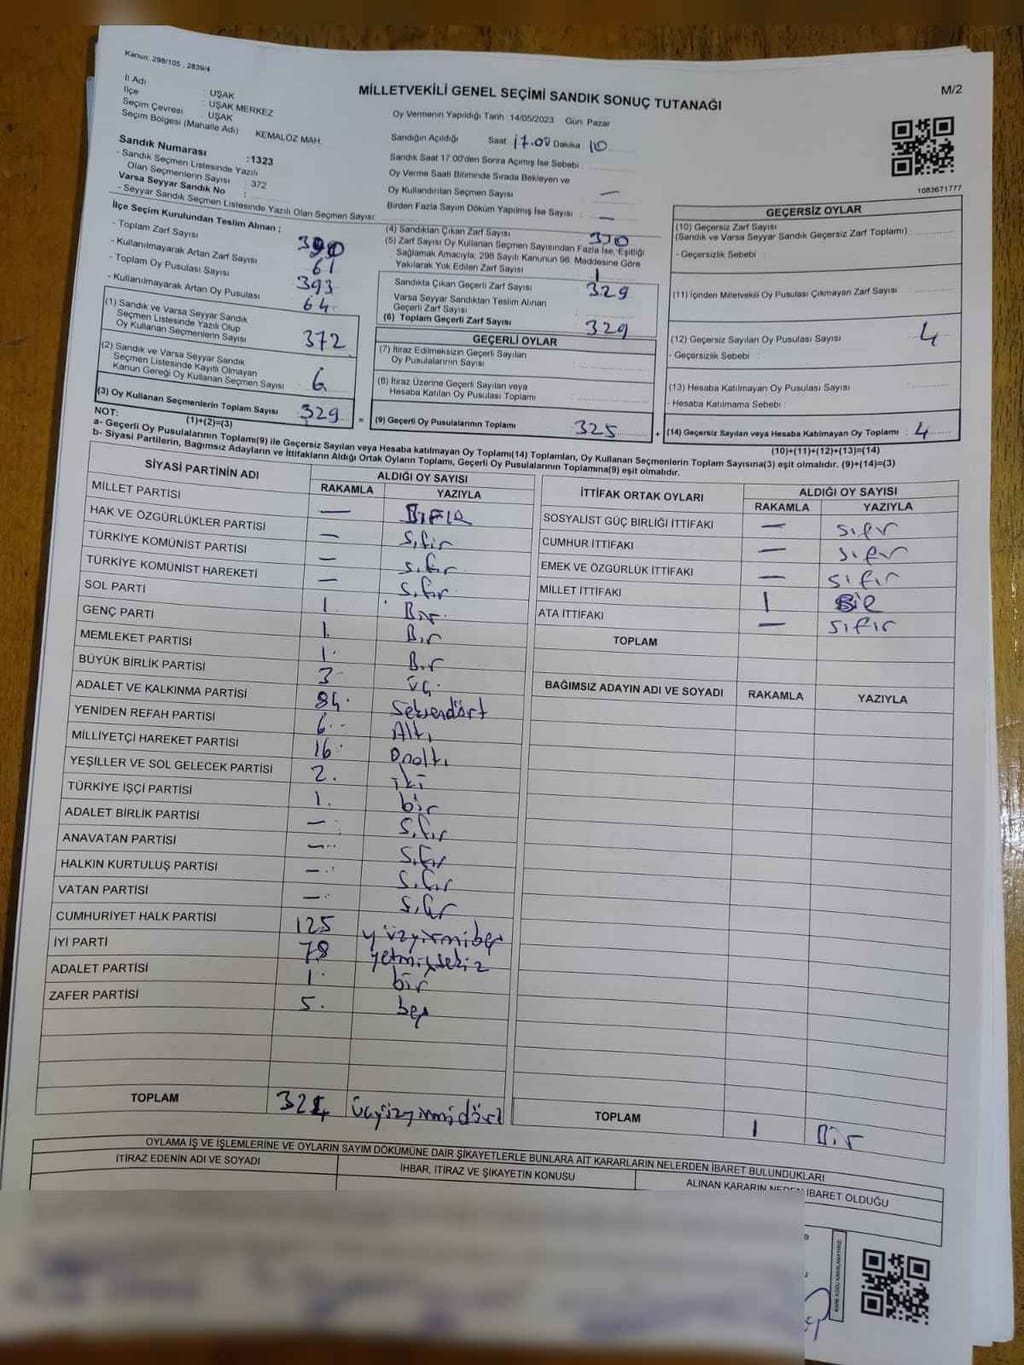 Kanun: 298/105 - 2839/4
M/2
MİLLETVEKİLİ GENEL SEÇİMİ SANDIK SONUÇ TUTANAĞI
İl Adı : UŞAK
İlçe : UŞAK MERKEZ
Seçim Çevresi : UŞAK
Seçim Bölgesi (Mahalle Adı) KEMALÖZ MAH.
Sandık Numarası :1323
- Sandık Seçmen Listesinde Yazılı
Olan Seçmenlerin Sayısı : 372
Varsa Seyyar Sandık No :
- Seyyar Sandık Seçmen Listesinde Yazılı Olan Seçmen Sayısı:
Oy Vermenin Yapıldığı Tarih :14/05/2023 Gün: Pazar
Sandığın Açıldığı Saat 17.00 Dakika 10
Sandık Saat 17.00'den Sonra Açımış İse Sebebi
Oy Verme Saati Bitiminde Sırada Bekleyen ve
Oy Kullandırılan Seçmen Sayısı —
Birden Fazla Sayım Döküm Yapılmış İse Sayısı —
1083671777
İlçe Seçim Kurulundan Teslim Alınan ;
- Toplam Zarf Sayısı
- Kullanılmayarak Artan Zarf Sayısı 61
- Toplam Oy Pusulası Sayısı 393
- Kullanılmayarak Artan Oy Pusulası 64
(1) Sandık ve Varsa Seyyar Sandık
Seçmen Listesinde Yazılı Olup
Oy Kullanan Seçmenlerin Sayısı 372
(2) Sandık ve Varsa Seyyar Sandık
Seçmen Listesinde Kayıtlı Olmayan
Kanun Gereği Oy Kullanan Seçmen Sayısı 6
(3) Oy Kullanan Seçmenlerin Toplam Sayısı 329
(1)+(2)=(3)
(4) Sandıktan Çıkan Zarf Sayısı 330
(5) Zarf Sayısı Oy Kullanan Seçmen Sayısından Fazla İse, Eşitliği
Sağlamak Amacıyla, 298 Sayılı Kanunun 98. Maddesine Göre
Yakılarak Yok Edilen Zarf Sayısı 1
Sandıkta Çıkan Geçerli Zarf Sayısı 329
Varsa Seyyar Sandıktan Teslim Alınan
Geçerli Zarf Sayısı
(6) Toplam Geçerli Zarf Sayısı 329
GEÇERLİ OYLAR
(7) İtiraz Edilmeksizin Geçerli Sayılan
Oy Pusulalarının Sayısı
(8) İtiraz Üzerine Geçerli Sayılan veya
Hesaba Katılan Oy Pusulası Toplamı
= (9) Geçerli Oy Pusulalarının Toplamı 325
GEÇERSİZ OYLAR
(10) Geçersiz Zarf Sayısı
(Sandık ve Varsa Seyyar Sandık Geçersiz Zarf Toplamı)
- Geçersizlik Sebebi :
(11) İçinden Milletvekili Oy Pusulası Çıkmayan Zarf Sayısı
(12) Geçersiz Sayılan Oy Pusulası Sayısı 4
- Geçersizlik Sebebi :
(13) Hesaba Katılmayan Oy Pusulası Sayısı
- Hesaba Katılmama Sebebi :
+ (14) Geçersiz Sayılan veya Hesaba Katılmayan Oy Toplamı 4
(10)+(11)+(12)+(13)=(14)
NOT:
a- Geçerli Oy Pusulalarının Toplamı(9) ile Geçersiz Sayılan veya Hesaba katılmayan Oy Toplamı(14) Toplamları, Oy Kullanan Seçmenlerin Toplam Sayısına(3) eşit olmalıdır. (9)+(14)=(3)
b- Siyasi Partilerin, Bağımsız Adayların ve İttifakların Aldığı Ortak Oyların Toplamı, Geçerli Oy Pusulalarının Toplamına(9) eşit olmalıdır.
SİYASİ PARTİNİN ADI ALDIĞI OY SAYISI
RAKAMLA YAZIYLA
MİLLET PARTİSİ —
HAK VE ÖZGÜRLÜKLER PARTİSİ — sıfır
TÜRKİYE KOMÜNİST PARTİSİ — sıfır
TÜRKİYE KOMÜNİST HAREKETİ — sıfır
SOL PARTİ 1 Bir
GENÇ PARTİ 1 Bir
MEMLEKET PARTİSİ 1 Bir
BÜYÜK BİRLİK PARTİSİ 3 üç
ADALET VE KALKINMA PARTİSİ 84 Seksendört
YENİDEN REFAH PARTİSİ 6 Altı
MİLLİYETÇİ HAREKET PARTİSİ 16 Onaltı
YEŞİLLER VE SOL GELECEK PARTİSİ 2 iki
TÜRKİYE İŞÇİ PARTİSİ 1 bir
ADALET BİRLİK PARTİSİ — sıfır
ANAVATAN PARTİSİ — sıfır
HALKIN KURTULUŞ PARTİSİ — sıfır
VATAN PARTİSİ — sıfır
CUMHURİYET HALK PARTİSİ 125 yüzyirmibeş
İYİ PARTİ 78 yetmişsekiz
ADALET PARTİSİ 1 bir
ZAFER PARTİSİ 5 beş
TOPLAM 324 üçyüzyirmidört
İTTİFAK ORTAK OYLARI ALDIĞI OY SAYISI
RAKAMLA YAZIYLA
SOSYALİST GÜÇ BİRLİĞİ İTTİFAKI — sıfır
CUMHUR İTTİFAKI — sıfır
EMEK VE ÖZGÜRLÜK İTTİFAKI — sıfır
MİLLET İTTİFAKI 1 Bir
ATA İTTİFAKI — sıfır
TOPLAM
BAĞIMSIZ ADAYIN ADI VE SOYADI RAKAMLA YAZIYLA
TOPLAM 1 Bir
OYLAMA İŞ VE İŞLEMLERİNE VE OYLARIN SAYIM DÖKÜMÜNE DAİR ŞİKAYETLERLE BUNLARA AİT KARARLARIN NELERDEN İBARET BULUNDUKLARI
İTİRAZ EDENİN ADI VE SOYADI İHBAR, İTİRAZ VE ŞİKAYETİN KONUSU ALINAN KARARIN NEDEN İBARET OLDUĞU